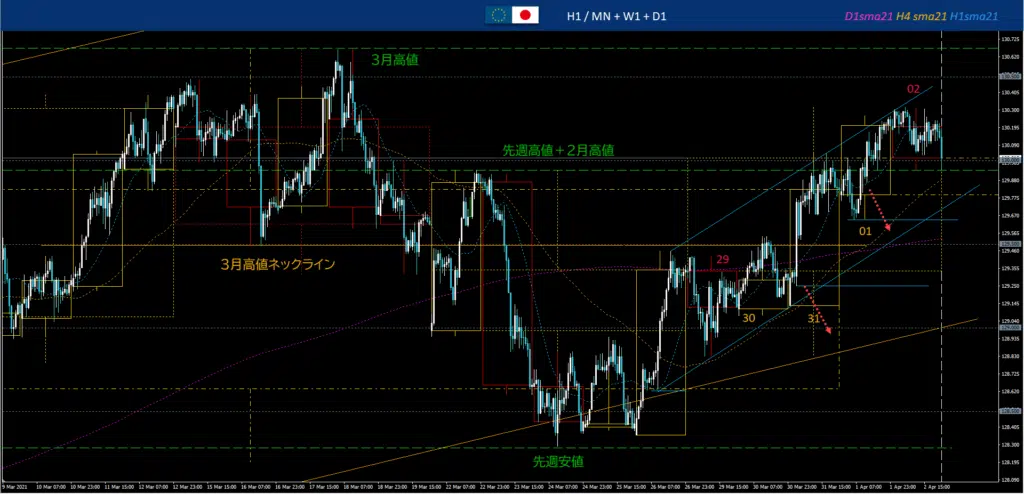 H1 / MN + W1 + D1
D1sma21 H4 sma21 H1sma21
130.725
130.620
130.405
130.300
130.195
130.090
129.880
129.775
129.670
129.565
129.460
129.355
129.250
129.145
129.040
128.935
128.830
128.725
128.620
128.405
128.300
128.195
128.090
3月高値
02
先週高値+2月高値
01
3月高値ネックライン
29
30
31
先週安値
9 Mar 2021
10 Mar 07:00
10 Mar 23:00
11 Mar 15:00
12 Mar 07:00
12 Mar 23:00
15 Mar 15:00
16 Mar 07:00
16 Mar 23:00
17 Mar 15:00
18 Mar 07:00
18 Mar 23:00
19 Mar 15:00
22 Mar 07:00
22 Mar 23:00
23 Mar 15:00
24 Mar 07:00
24 Mar 23:00
25 Mar 15:00
26 Mar 07:00
26 Mar 23:00
29 Mar 15:00
30 Mar 07:00
30 Mar 23:00
31 Mar 15:00
1 Apr 07:00
1 Apr 23:00
2 Apr 15:00